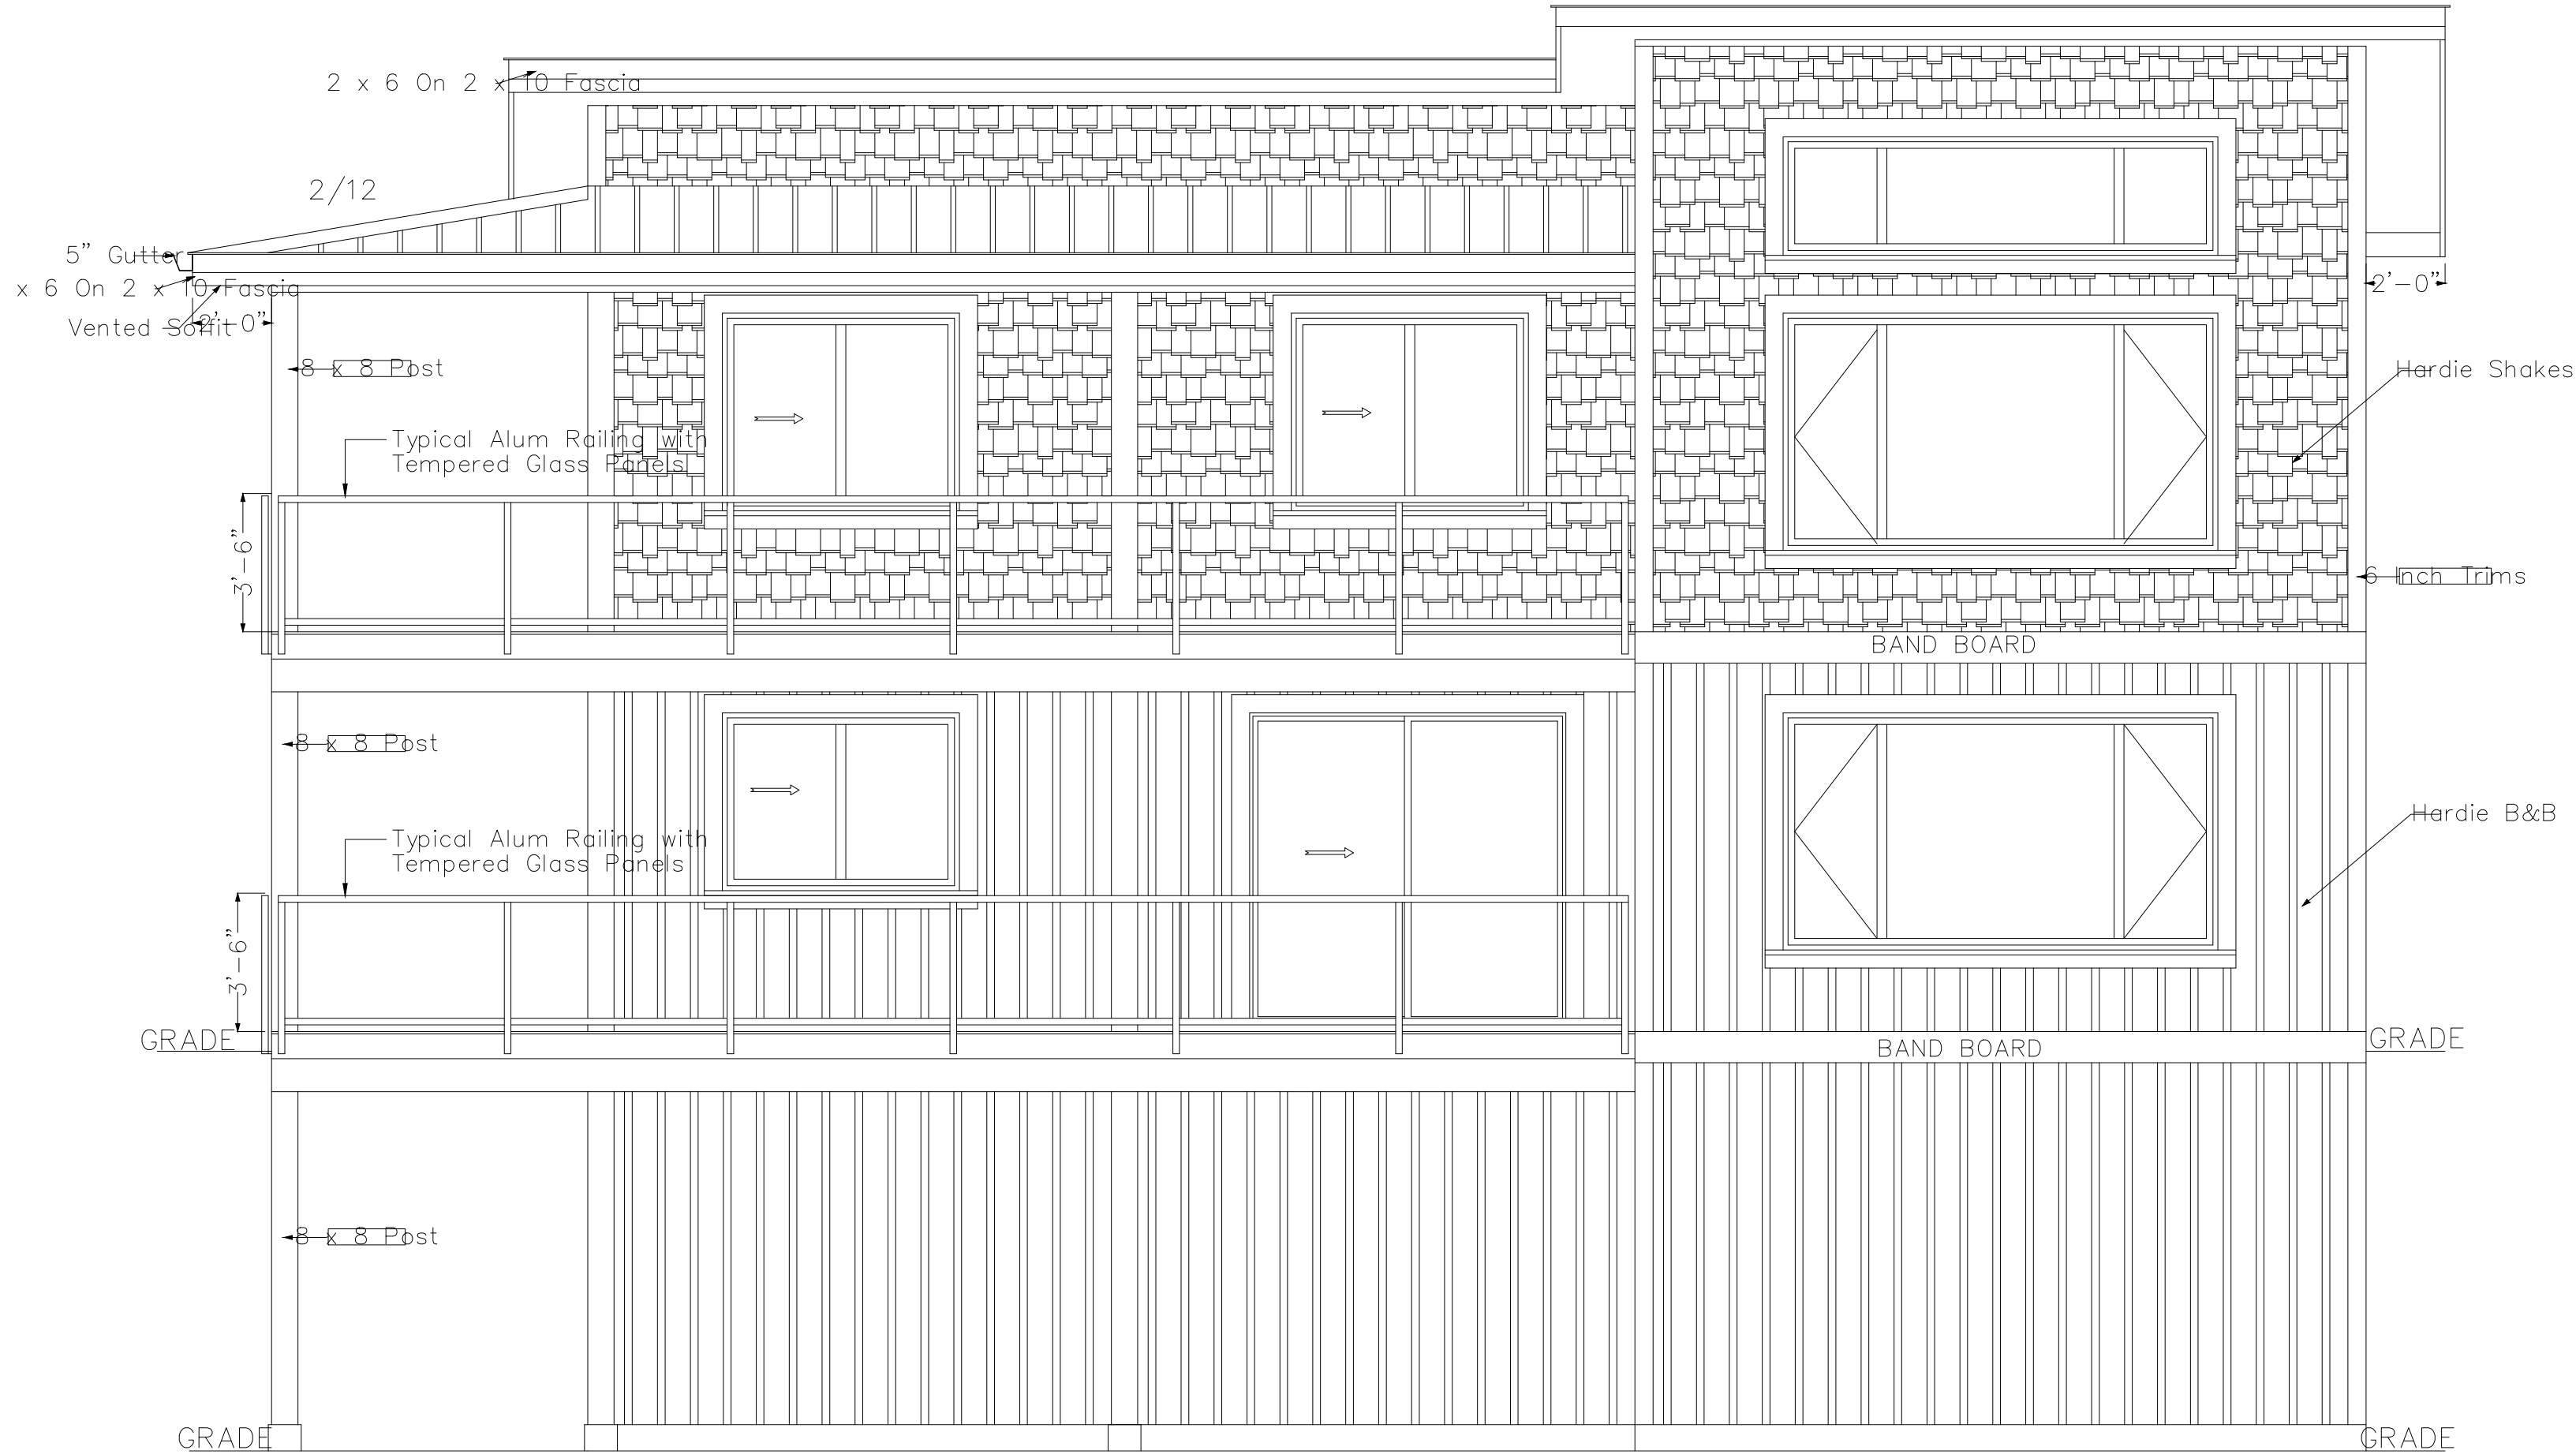 2 x 6 On 2 x 10 Fascia
2/12
5" Gutter
x 6 On 2 x 10 Fascia
2'-0"
Vented Soffit
2'-0"
8 x 8 Post
Hardie Shakes
Typical Alum Railing with
Tempered Glass Panels
3'-6"
6 Inch Trims
BAND BOARD
8 x 8 Post
Hardie B&B
Typical Alum Railing with
Tempered Glass Panels
3'-6"
GRADE
GRADE
BAND BOARD
8 x 8 Post
GRADE
GRADE